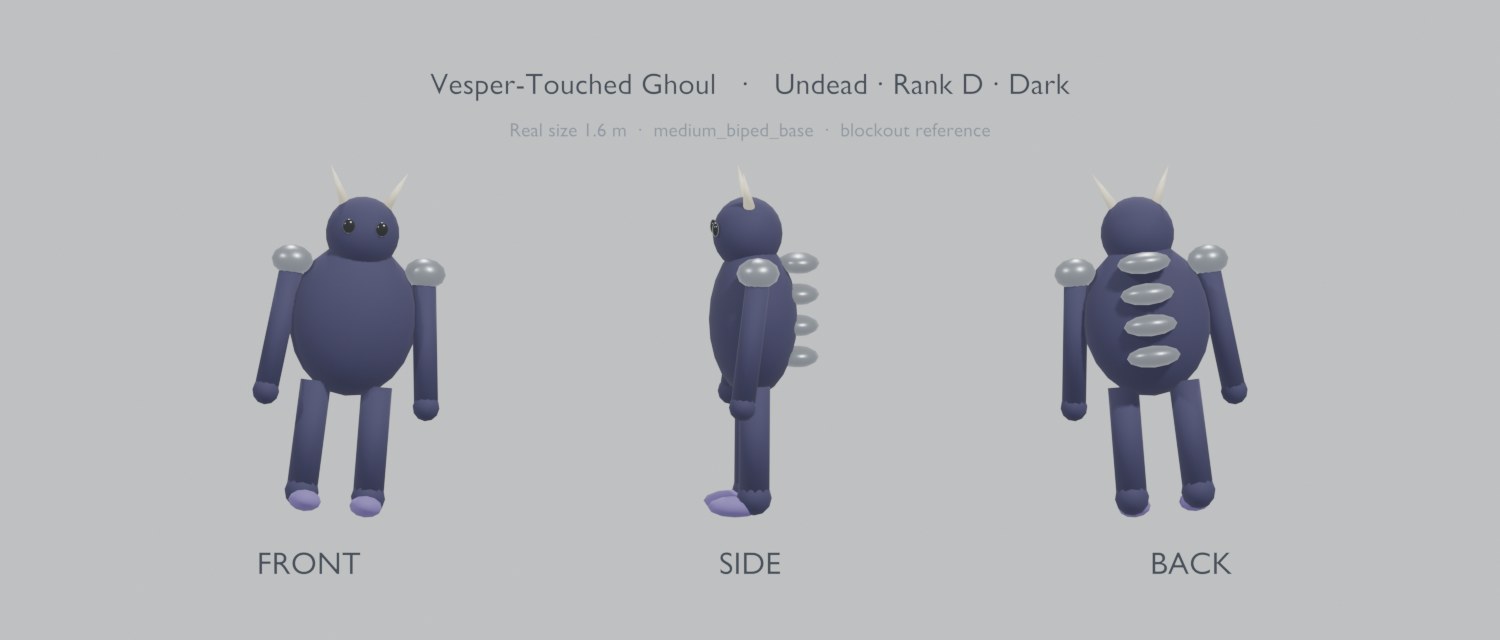 Vesper-Touched Ghoul · Undead · Rank D · Dark
Real size 1.6 m · medium_biped_base · blockout reference
FRONT SIDE BACK